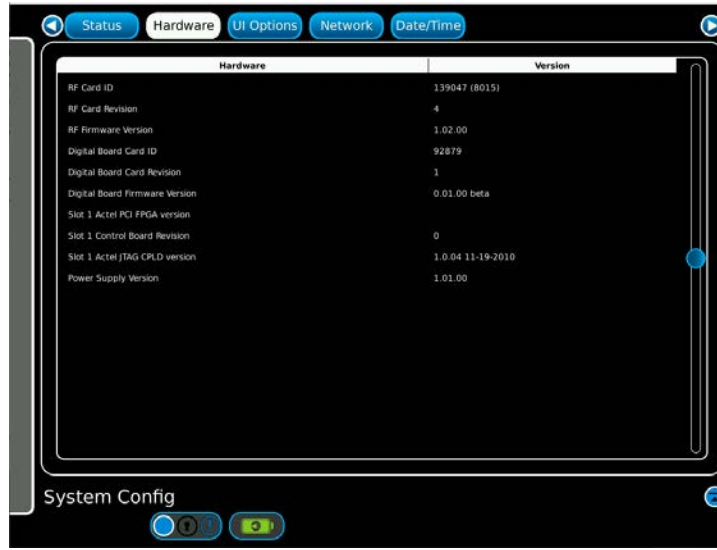 Status Hardware UI Options Network Date/Time
Hardware Version
RF Card ID 139047 (8015)
RF Card Revision 4
RF Firmware Version 1.02.00
Digital Board Card ID 92879
Digital Board Card Revision 1
Digital Board Firmware Version 0.01.00 beta
Slot 1 Actel PCI FPGA version
Slot 1 Control Board Revision 0
Slot 1 Actel JTAG CPLD version 1.0.04 11-19-2010
Power Supply Version 1.01.00
System Config